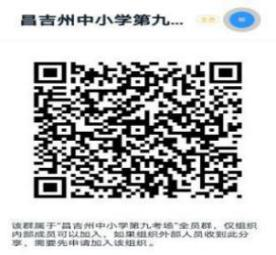 昌吉州中小学第九...
该群属于"昌吉州中小学第九考场"全员群，仅组织
内部成员可以加入，如果组织外部人员收到此分
享，需要先申请加入该组织。